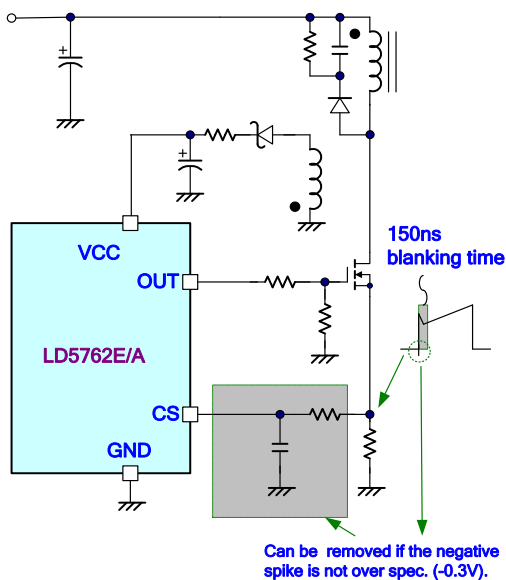 VCC
150ns
blanking time
OUT
LD5762E/A
CS
GND
Can be removed if the negative
spike is not over spec. (-0.3V).